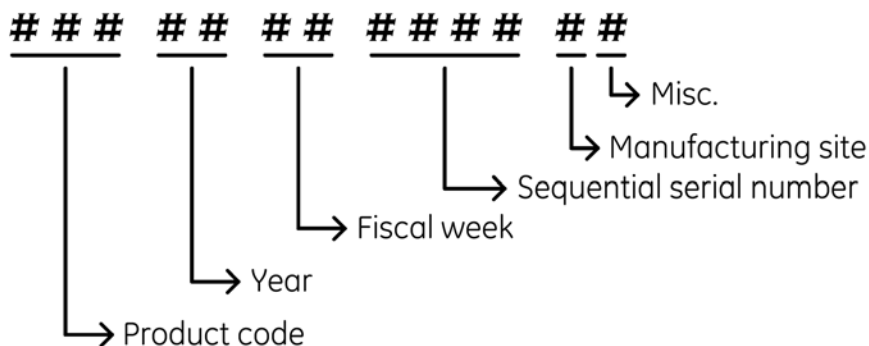 ### ## ## #### # #
Misc.
Manufacturing site
Sequential serial number
Fiscal week
Year
Product code